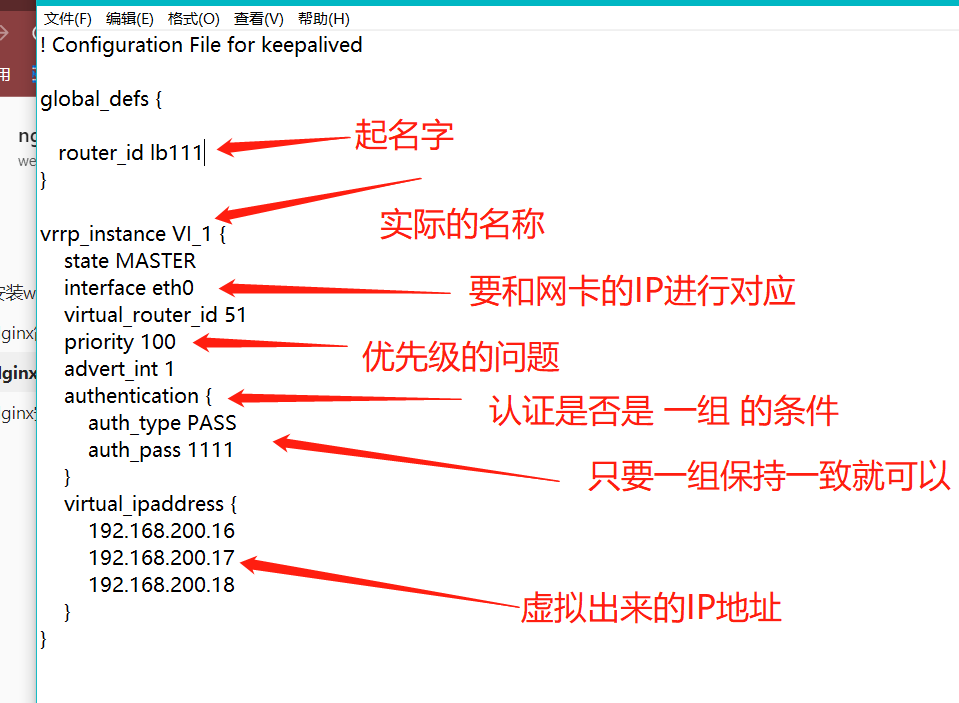 文件(F) 编辑(E) 格式(O) 查看(V) 帮助(H)
! Configuration File for keepalived
global_defs {
起名字
router_id lb111
}
实际的名称
vrrp_instance VI_1 {
state MASTER
interface eth0
要和网卡的IP进行对应
virtual_router_id 51
priority 100
优先级的问题
advert_int 1
authentication {
认证是否是 一组 的条件
auth_type PASS
auth_pass 1111
只要一组保持一致就可以
}
virtual_ipaddress {
192.168.200.16
192.168.200.17
192.168.200.18
虚拟出来的IP地址
}
}
用
ng
we
安装w
ginx
Nginx
ginx